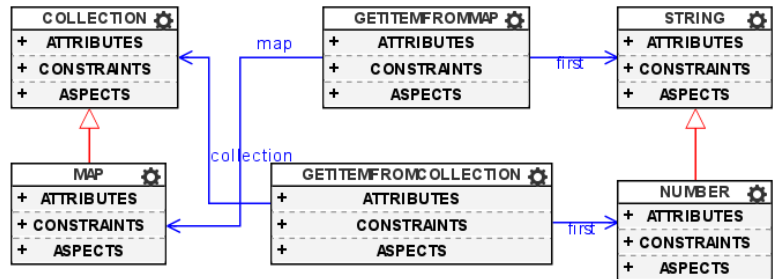 COLLECTION
+ ATTRIBUTES
+ CONSTRAINTS
+ ASPECTS
map
GETITEMFROMMAP
+ ATTRIBUTES
+ CONSTRAINTS
+ ASPECTS
first
STRING
+ ATTRIBUTES
+ CONSTRAINTS
+ ASPECTS
collection
MAP
+ ATTRIBUTES
+ CONSTRAINTS
+ ASPECTS
GETITEMFROMCOLLECTION
+ ATTRIBUTES
+ CONSTRAINTS
+ ASPECTS
first
NUMBER
+ ATTRIBUTES
+ CONSTRAINTS
+ ASPECTS